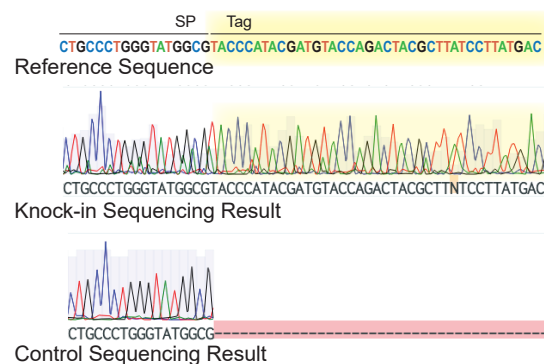 SP Tag
CTGCCCTGGGTATGGCGTACCCATACGATGTACCAGACTACGCTTATCCTTATGAC
Reference Sequence
CTGCCCTGGGTATGGCGTACCCATACGATGTACCAGACTACGCTTNTCCTTATGAC
Knock-in Sequencing Result
CTGCCCTGGGTATGGCG---------------------------------------
Control Sequencing Result